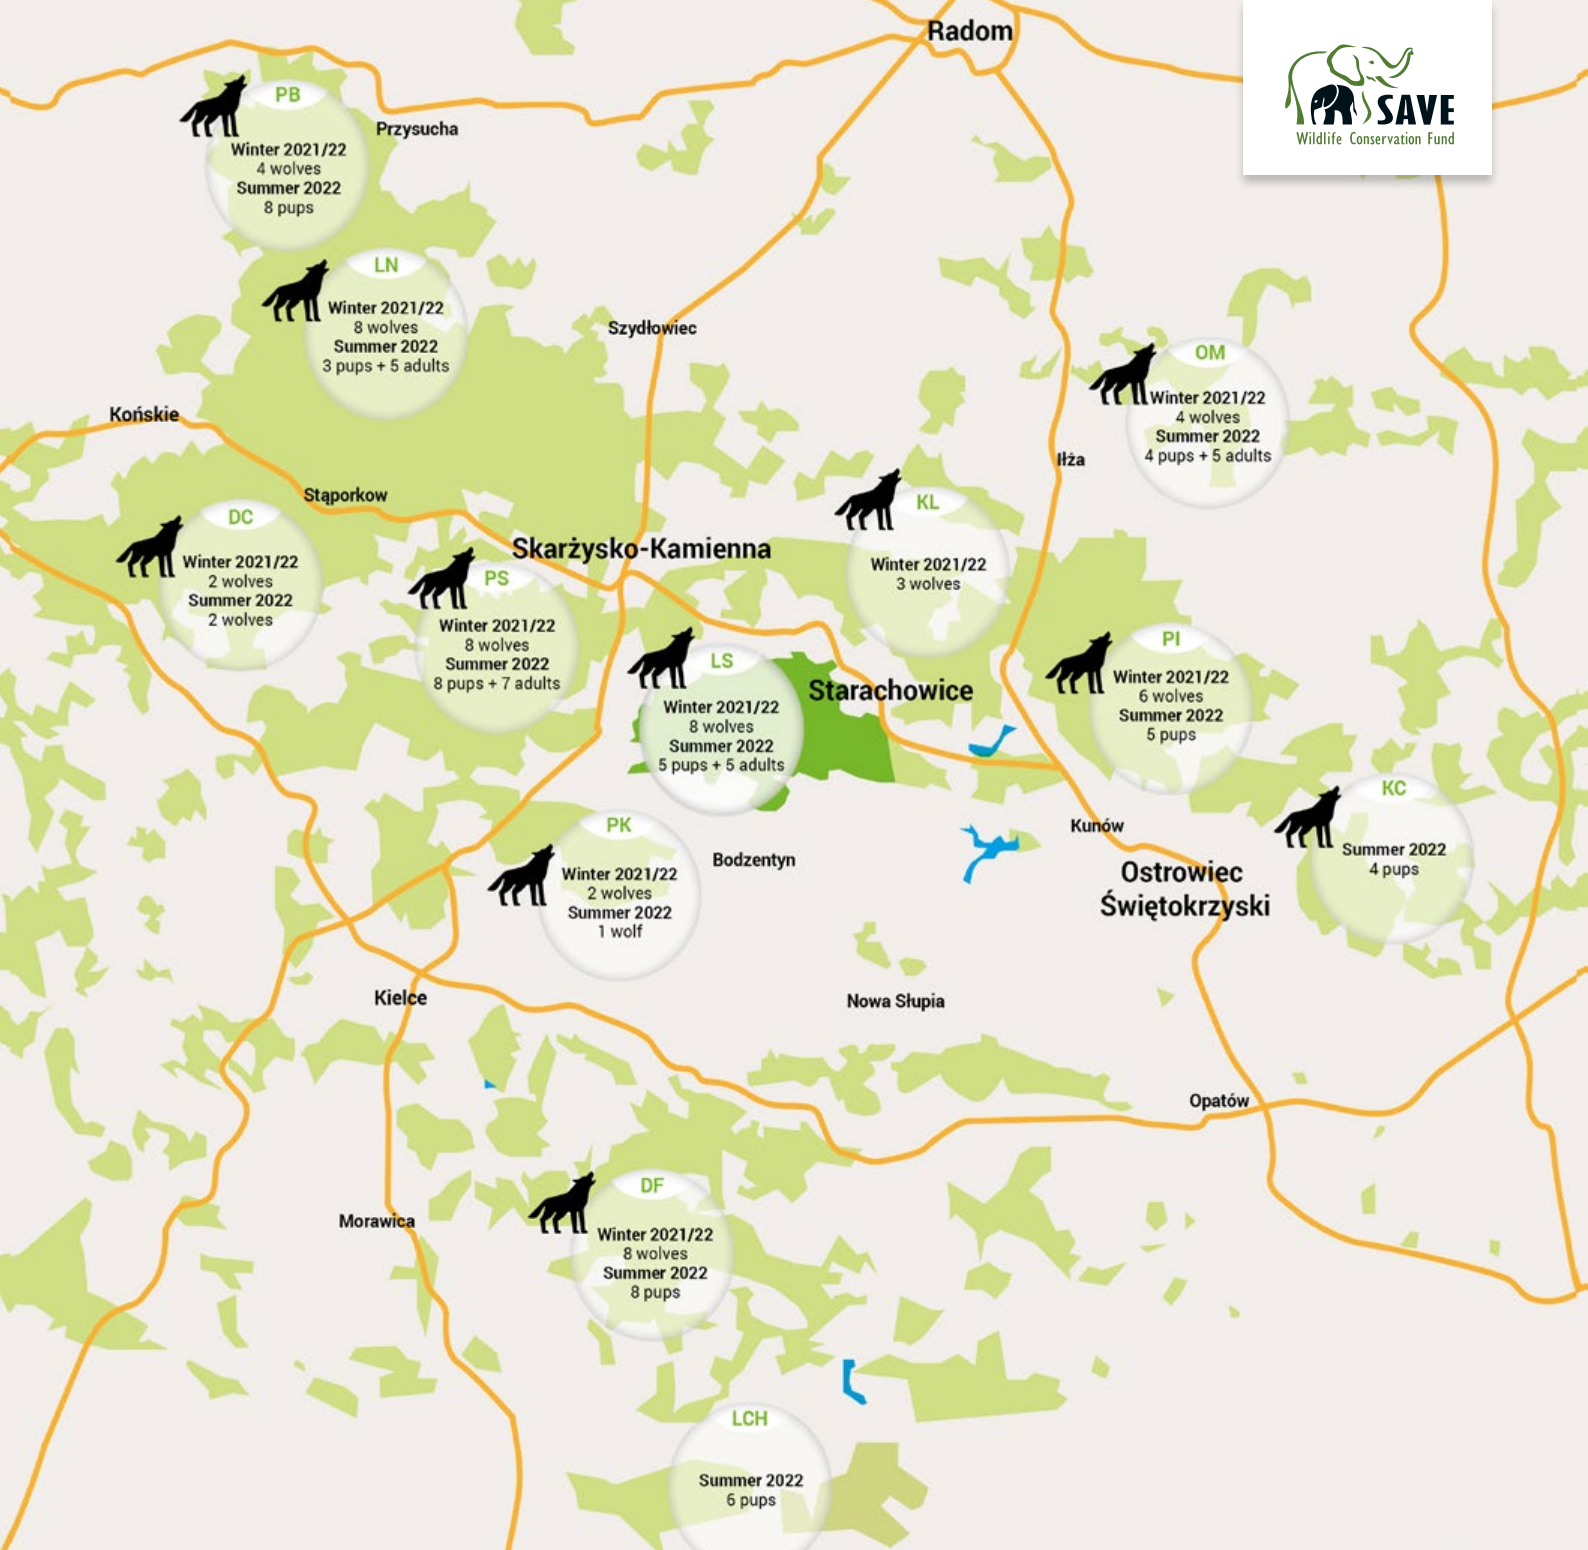 Radom
SAVE
Wildlife Conservation Fund
PB
Winter 2021/22
4 wolves
Summer 2022
8 pups
Przysucha
LN
Winter 2021/22
8 wolves
Summer 2022
3 pups + 5 adults
Szydłowiec
OM
Winter 2021/22
4 wolves
Summer 2022
4 pups + 5 adults
Końskie
Iłża
Stąporkow
DC
Winter 2021/22
2 wolves
Summer 2022
2 wolves
Skarżysko-Kamienna
KL
Winter 2021/22
3 wolves
PS
Winter 2021/22
8 wolves
Summer 2022
8 pups + 7 adults
LS
Winter 2021/22
8 wolves
Summer 2022
5 pups + 5 adults
Starachowice
PI
Winter 2021/22
6 wolves
Summer 2022
5 pups
KC
Summer 2022
4 pups
PK
Winter 2021/22
2 wolves
Summer 2022
1 wolf
Bodzentyn
Kunów
Ostrowiec
Świętokrzyski
Kielce
Nowa Słupia
Opatów
DF
Winter 2021/22
8 wolves
Summer 2022
8 pups
Morawica
LCH
Summer 2022
6 pups